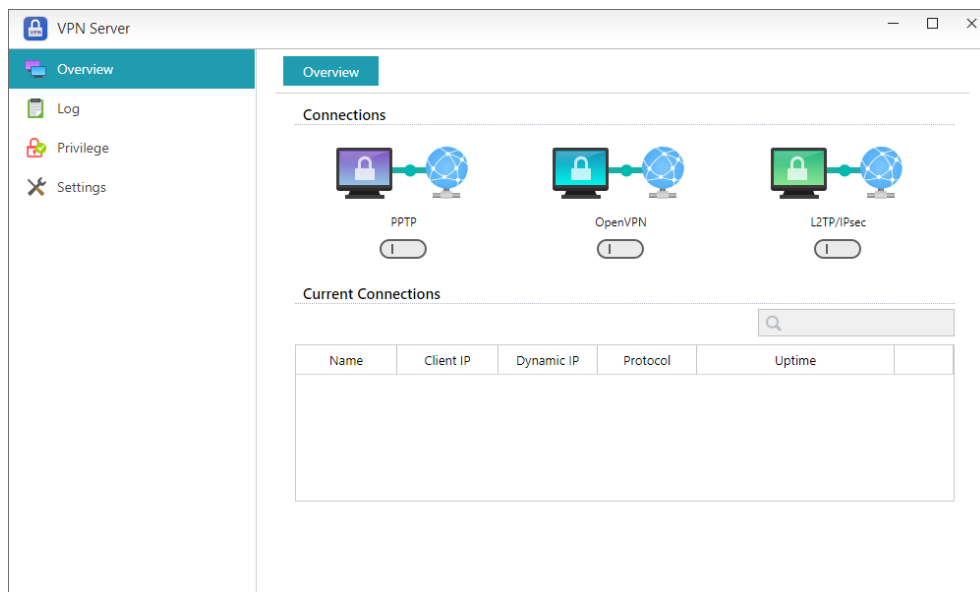 VPN Server
Overview
Log
Privilege
Settings
Overview
Connections
PPTP OpenVPN L2TP/IPsec
Current Connections
Name Client IP Dynamic IP Protocol Uptime